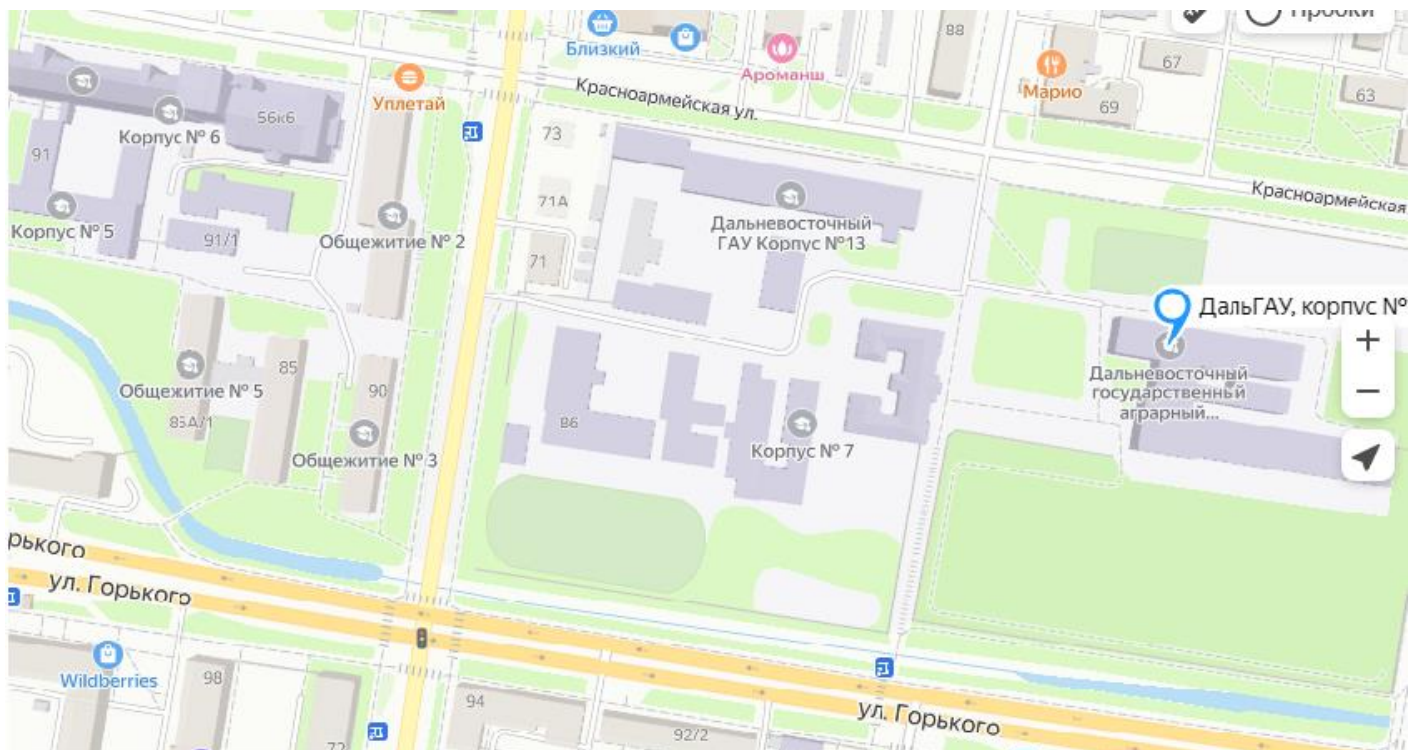 Пробки
Близкий
Ароманш
88
67
Марио
Уплетай
63
69
56к6
Красноармейская ул.
Корпус № 6
73
91
Красноармейская
71А
Корпус № 5
91/1
Общежитие № 2
Дальневосточный
ГАУ Корпус №13
71
ДальГАУ, корпус №
85
Общежитие № 5
90
Дальневосточный
государственный
аграрный...
85А/1
86
Корпус № 7
Общежитие № 3
рького
ул. Горького
Wildberries
98
94
72
92/2
ул. Горького